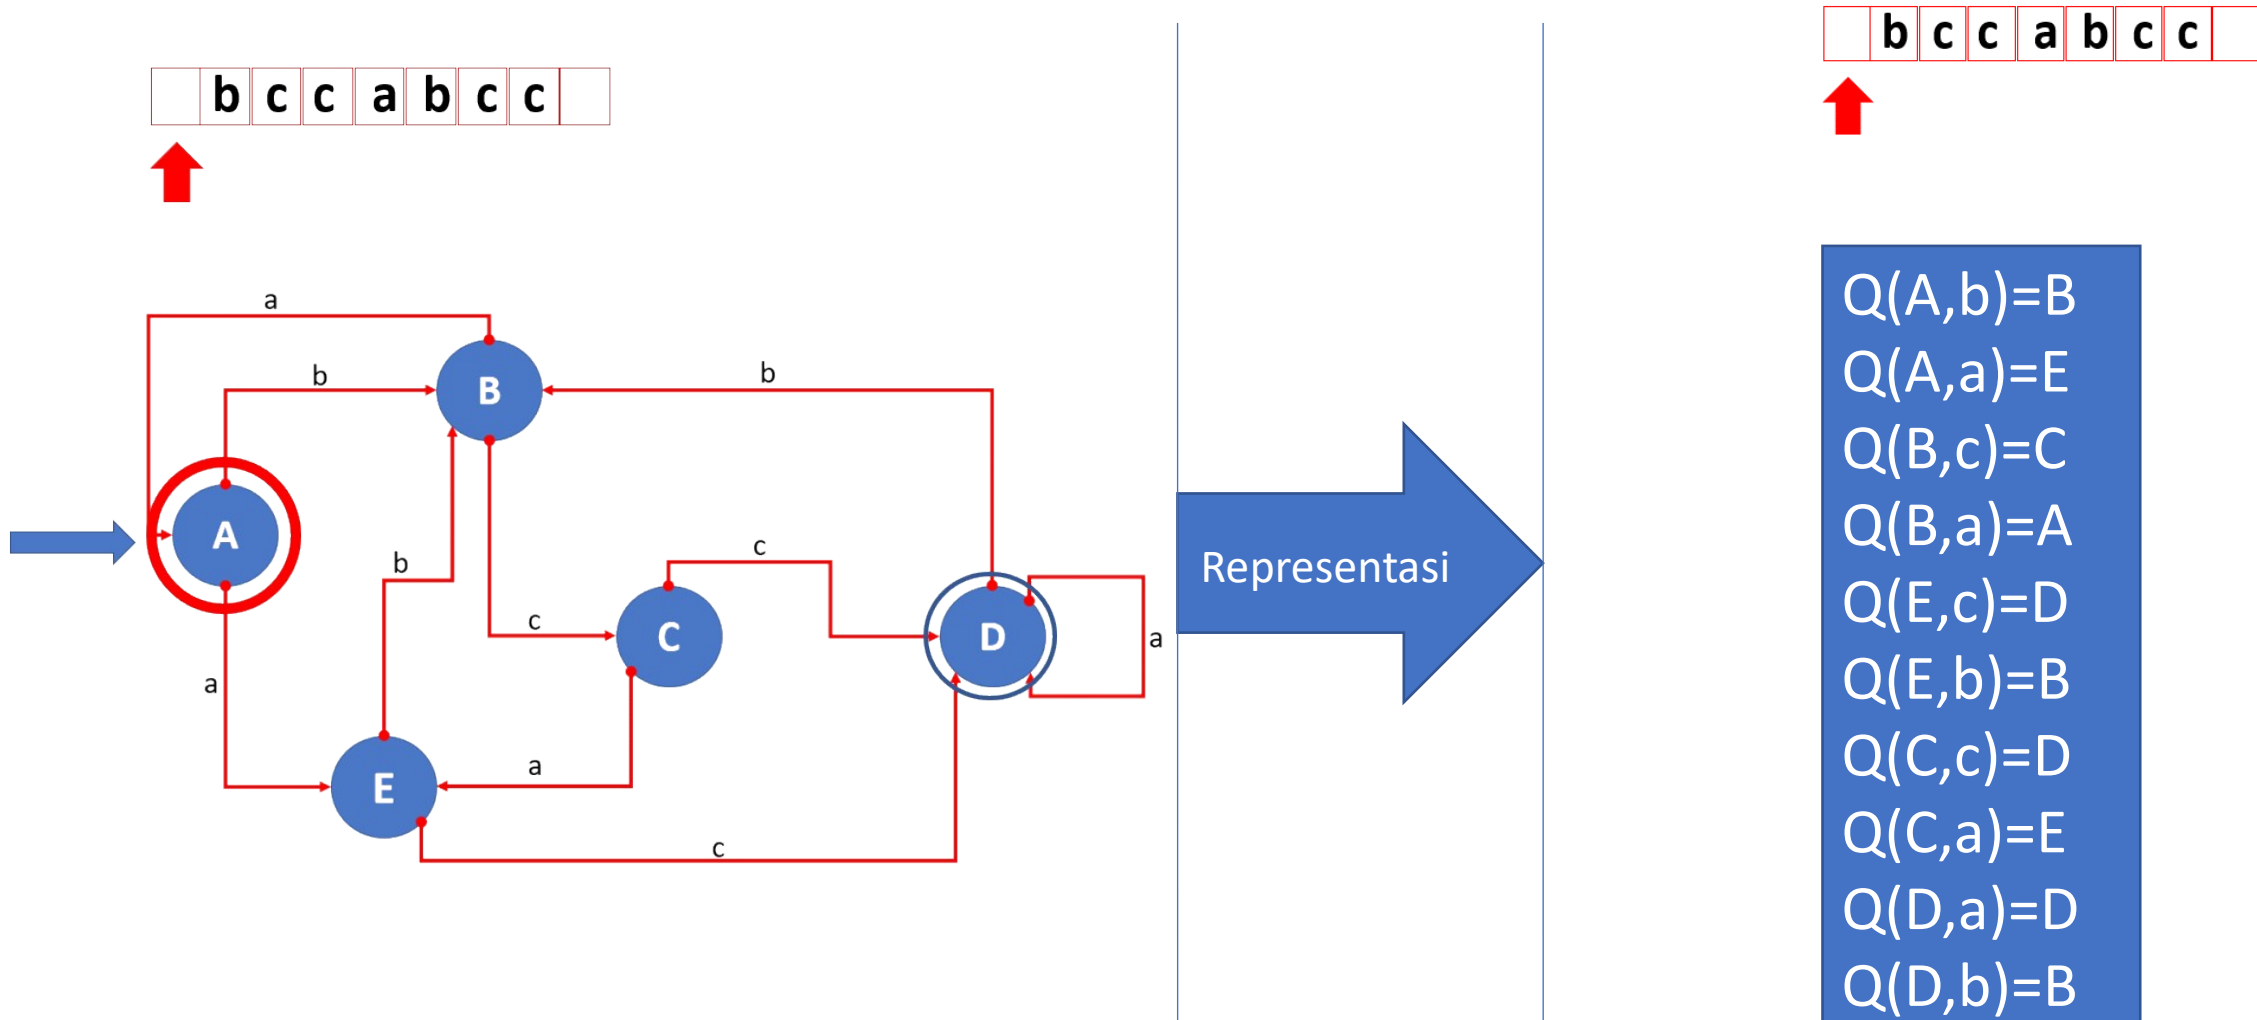 b c c a b c c
a
b
b
B
A
b
c
c
C
D
a
a
a
E
c
Representasi
b c c a b c c
Q(A,b)=B
Q(A,a)=E
Q(B,c)=C
Q(B,a)=A
Q(E,c)=D
Q(E,b)=B
Q(C,c)=D
Q(C,a)=E
Q(D,a)=D
Q(D,b)=B